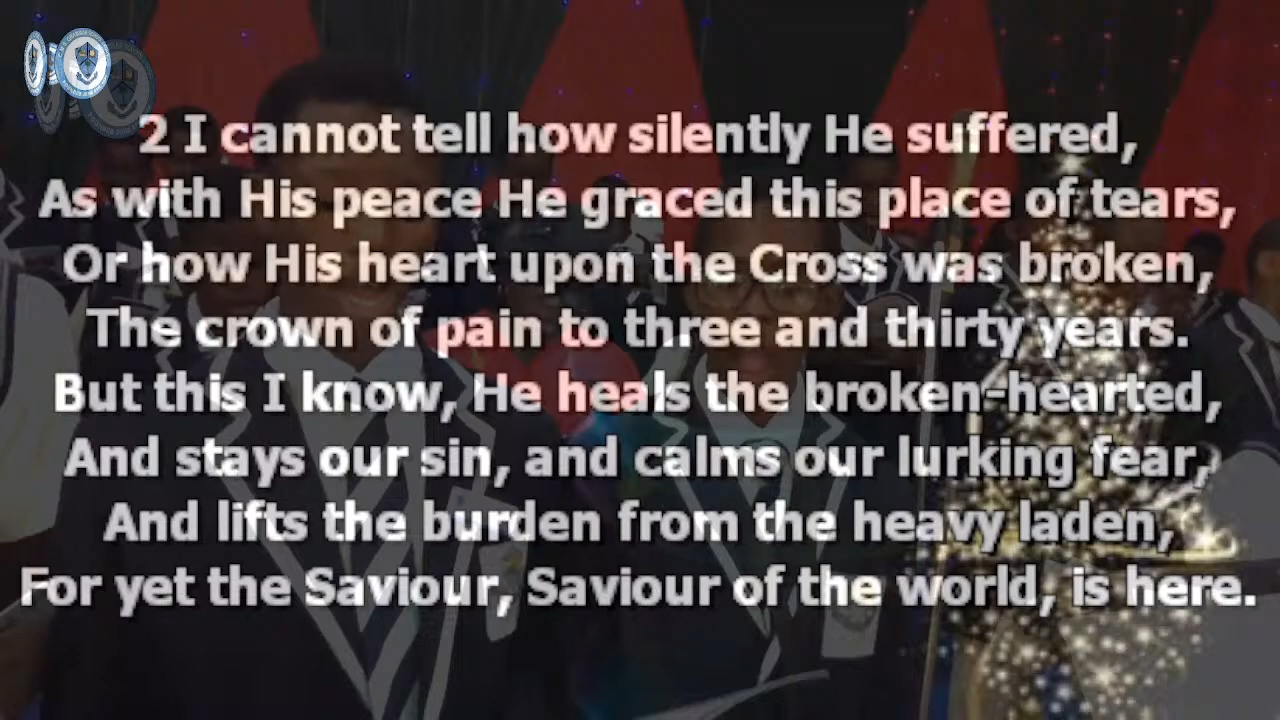 2 I cannot tell how silently He suffered,
As with His peace He graced this place of tears,
Or how His heart upon the Cross was broken,
The crown of pain to three and thirty years.
But this I know, He heals the broken-hearted,
And stays our sin, and calms our lurking fear,
And lifts the burden from the heavy laden,
For yet the Saviour, Saviour of the world, is here.